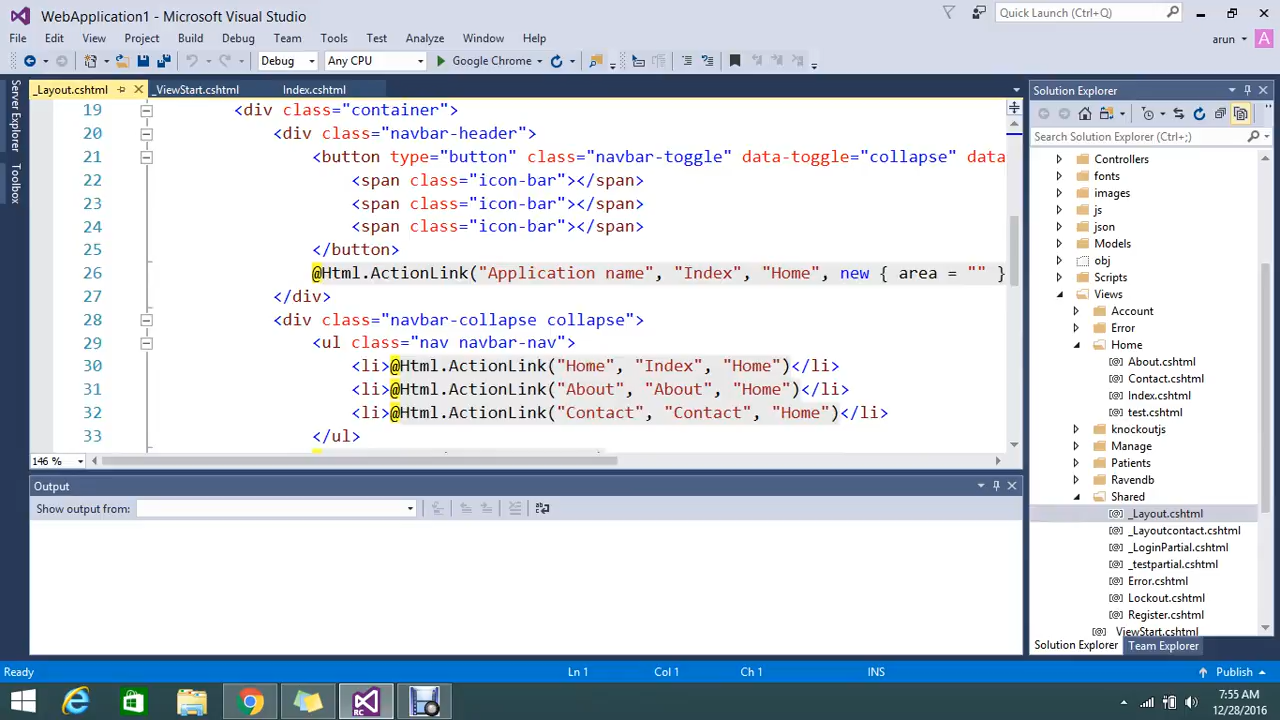 WebApplication1 - Microsoft Visual Studio
Quick Launch (Ctrl+Q)
File Edit View Project Build Debug Team Tools Test Analyze Window Help
arun
A
Debug Any CPU Google Chrome
Server Explorer
Toolbox
_Layout.cshtml _ViewStart.cshtml Index.cshtml
19 <div class="container">
20 <div class="navbar-header">
21 <button type="button" class="navbar-toggle" data-toggle="collapse" data
22 <span class="icon-bar"></span>
23 <span class="icon-bar"></span>
24 <span class="icon-bar"></span>
25 </button>
26 @Html.ActionLink("Application name", "Index", "Home", new { area = "" }
27 </div>
28 <div class="navbar-collapse collapse">
29 <ul class="nav navbar-nav">
30 <li>@Html.ActionLink("Home", "Index", "Home")</li>
31 <li>@Html.ActionLink("About", "About", "Home")</li>
32 <li>@Html.ActionLink("Contact", "Contact", "Home")</li>
33 </ul>
146 %
Output
Show output from:
Solution Explorer
Search Solution Explorer (Ctrl+;)
Controllers
fonts
images
js
json
Models
obj
Scripts
Views
Account
Error
Home
[@] About.cshtml
[@] Contact.cshtml
[@] Index.cshtml
[@] test.cshtml
knockoutjs
Manage
Patients
Ravendb
Shared
[@] _Layout.cshtml
[@] _Layoutcontact.cshtml
[@] _LoginPartial.cshtml
[@] _testpartial.cshtml
[@] Error.cshtml
[@] Lockout.cshtml
[@] Register.cshtml
[@] ViewStart.cshtml
Solution Explorer Team Explorer
Ready Ln 1 Col 1 Ch 1 INS Publish
RC
7:55 AM
12/28/2016